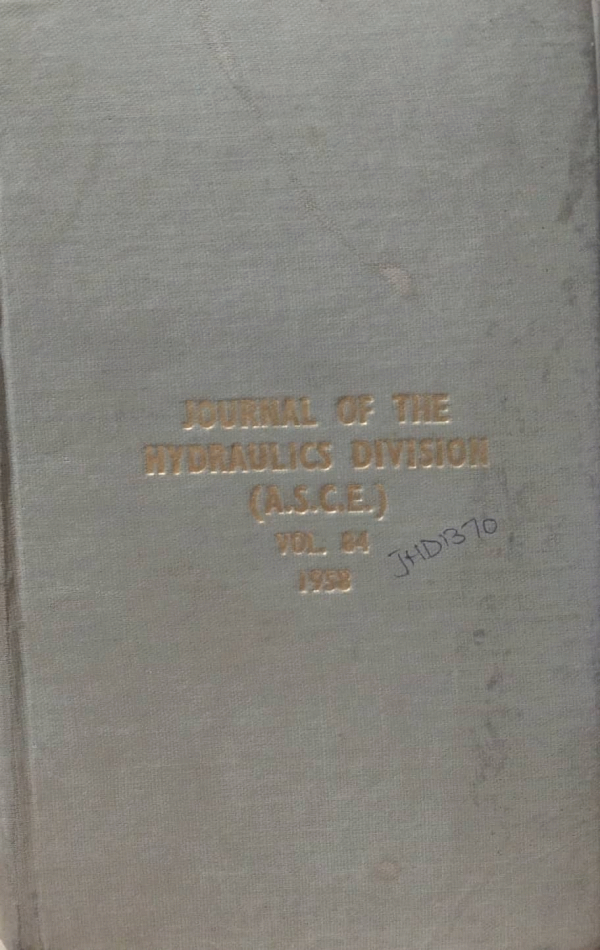 JOURNAL OF THE
HYDRAULICS DIVISION
(A.S.C.E.)
VOL. 84
1958
JHD1370